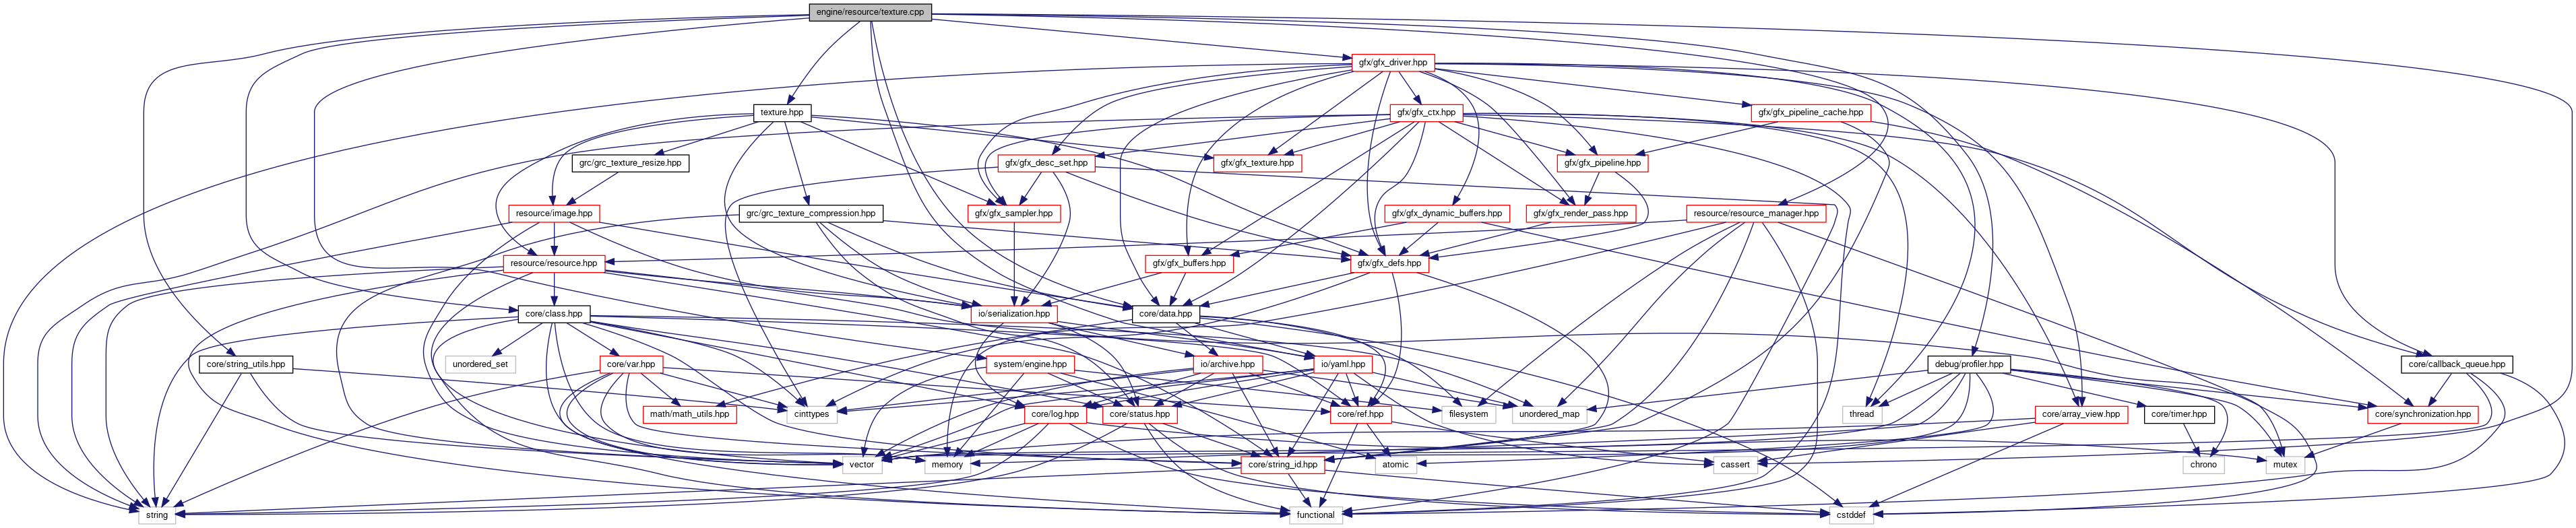 engine/resource/texture.cpp
gfx/gfx_driver.hpp
texture.hpp
gfx/gfx_ctx.hpp
gfx/gfx_pipeline_cache.hpp
grc/grc_texture_resize.hpp
gfx/gfx_desc_set.hpp
gfx/gfx_texture.hpp
gfx/gfx_pipeline.hpp
resource/image.hpp
grc/grc_texture_compression.hpp
gfx/gfx_sampler.hpp
gfx/gfx_dynamic_buffers.hpp
gfx/gfx_render_pass.hpp
resource/resource_manager.hpp
resource/resource.hpp
gfx/gfx_buffers.hpp
gfx/gfx_defs.hpp
core/class.hpp
io/serialization.hpp
core/data.hpp
unordered_set
core/string_utils.hpp
core/var.hpp
system/engine.hpp
io/archive.hpp
io/yaml.hpp
debug/profiler.hpp
core/callback_queue.hpp
math/math_utils.hpp
cinttypes
core/log.hpp
core/status.hpp
filesystem
core/ref.hpp
unordered_map
thread
core/array_view.hpp
core/timer.hpp
core/synchronization.hpp
vector
memory
core/string_id.hpp
atomic
cassert
chrono
mutex
string
functional
cstddef